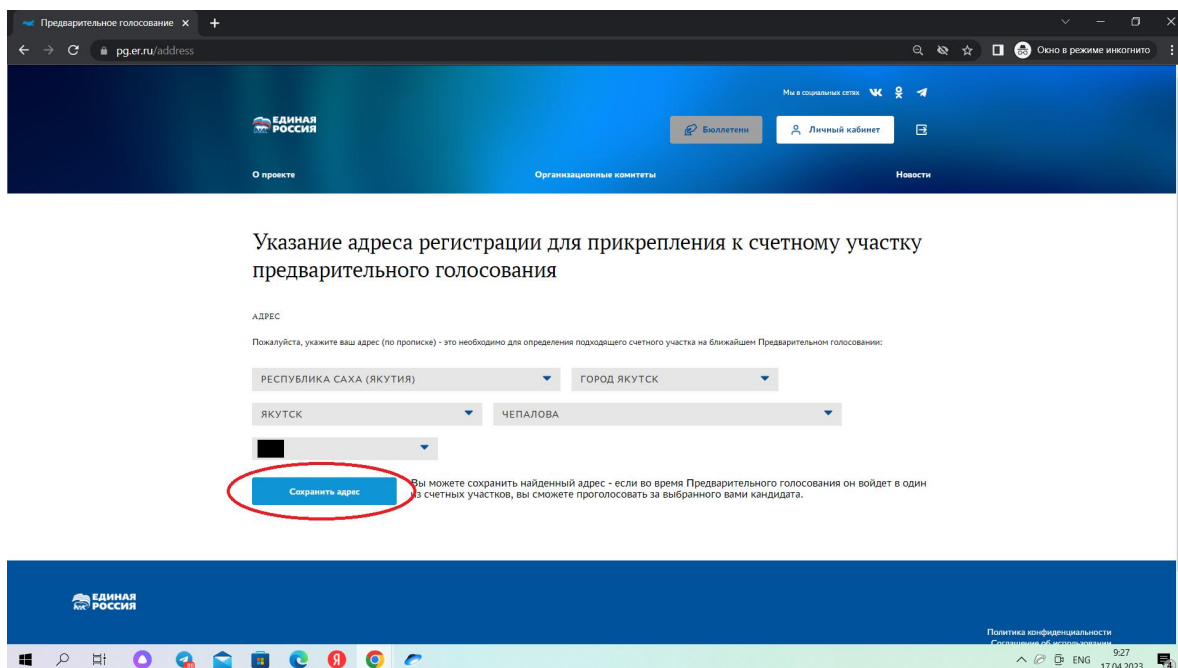 Предварительное голосование
pg.er.ru/address
Окно в режиме инкогнито
Мы в социальных сетях
ЕДИНАЯ
РОССИЯ
Бюллетени
Личный кабинет
О проекте
Организационные комитеты
Новости
Указание адреса регистрации для прикрепления к счетному участку
предварительного голосования
АДРЕС
Пожалуйста, укажите ваш адрес (по прописке) - это необходимо для определения подходящего счетного участка на ближайшем Предварительном голосовании:
РЕСПУБЛИКА САХА (ЯКУТИЯ)
ГОРОД ЯКУТСК
ЯКУТСК
ЧЕПАЛОВА
Сохранить адрес
Вы можете сохранить найденный адрес - если во время Предварительного голосования он войдет в один
из счетных участков, вы сможете проголосовать за выбранного вами кандидата.
ЕДИНАЯ
РОССИЯ
Политика конфиденциальности
Соглашение об использовании
ENG
9:27
17.04.2023
4